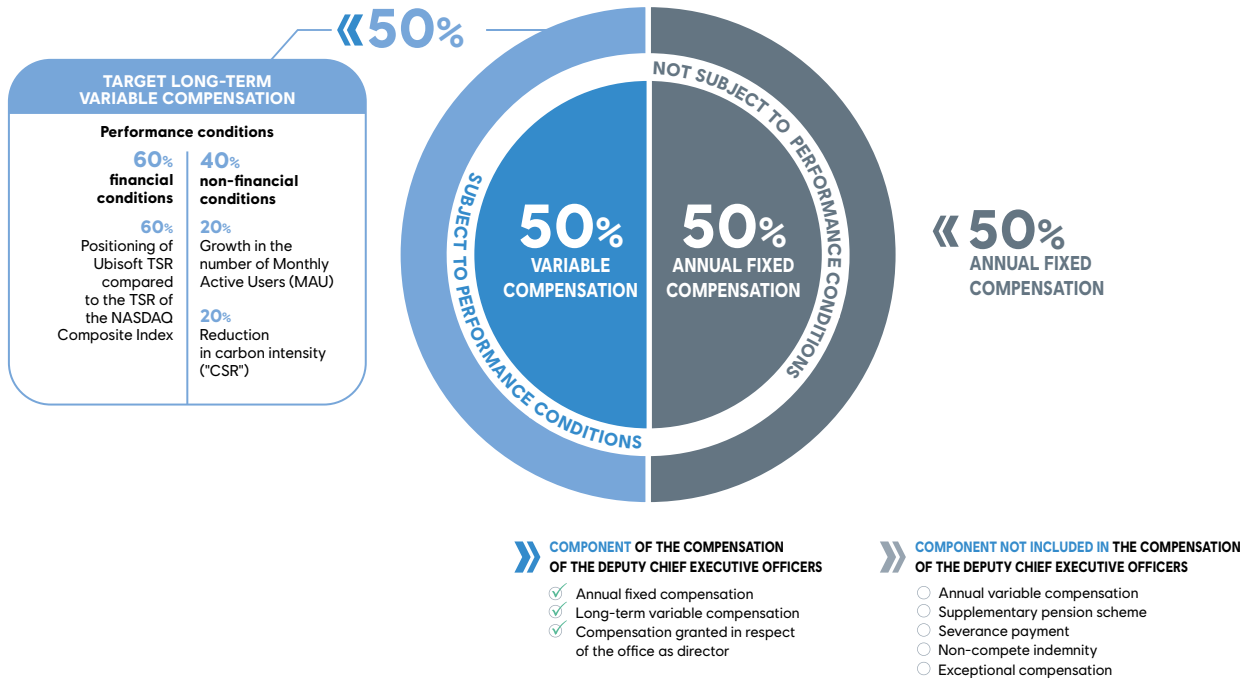 50%
TARGET LONG-TERM
VARIABLE COMPENSATION
Performance conditions
60%
financial
conditions
60%
Positioning of
Ubisoft TSR
compared
to the TSR of
the NASDAQ
Composite Index
40%
non-financial
conditions
20%
Growth in the
number of Monthly
Active Users (MAU)
20%
Reduction
in carbon intensity
("CSR")
SUBJECT TO PERFORMANCE CONDITIONS
50%
VARIABLE
COMPENSATION
NOT SUBJECT TO PERFORMANCE CONDITIONS
50%
ANNUAL FIXED
COMPENSATION
50%
ANNUAL FIXED
COMPENSATION
COMPONENT OF THE COMPENSATION
OF THE DEPUTY CHIEF EXECUTIVE OFFICERS
Annual fixed compensation
Long-term variable compensation
Compensation granted in respect
of the office as director
COMPONENT NOT INCLUDED IN THE COMPENSATION
OF THE DEPUTY CHIEF EXECUTIVE OFFICERS
Annual variable compensation
Supplementary pension scheme
Severance payment
Non-compete indemnity
Exceptional compensation